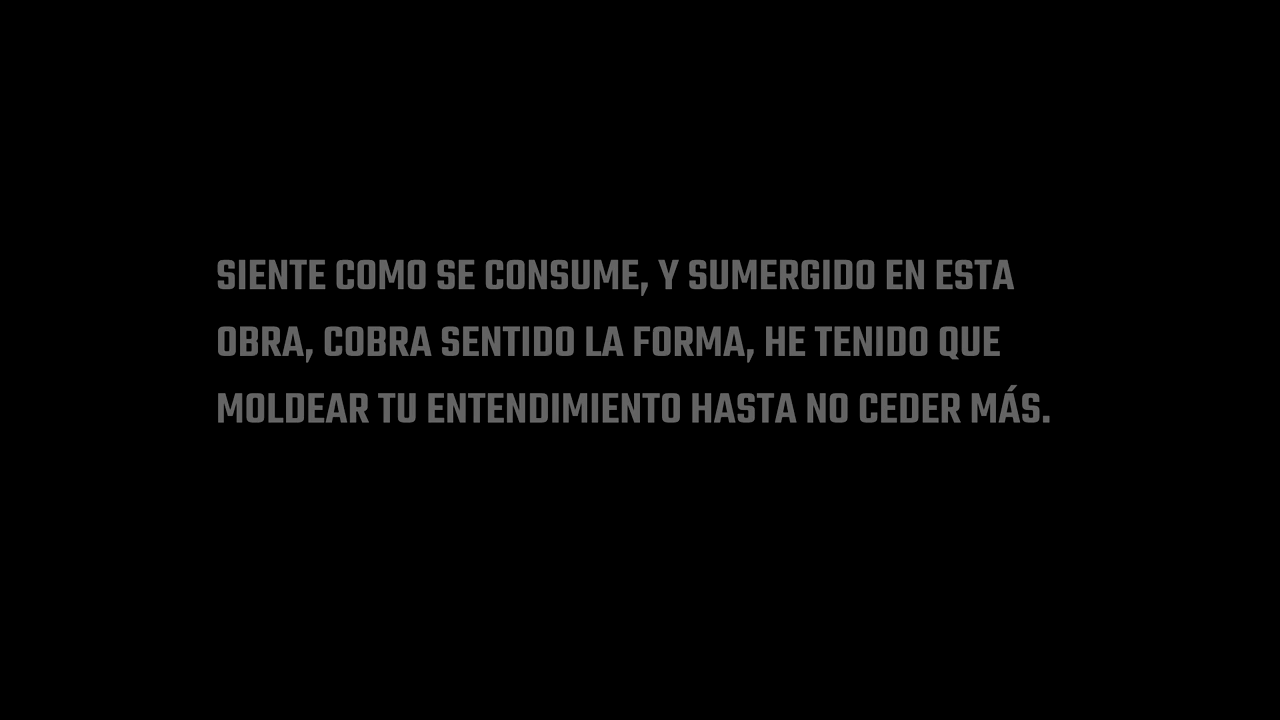 SIENTE COMO SE CONSUME, Y SUMERGIDO EN ESTA
OBRA, COBRA SENTIDO LA FORMA, HE TENIDO QUE
MOLDEAR TU ENTENDIMIENTO HASTA NO CEDER MÁS.